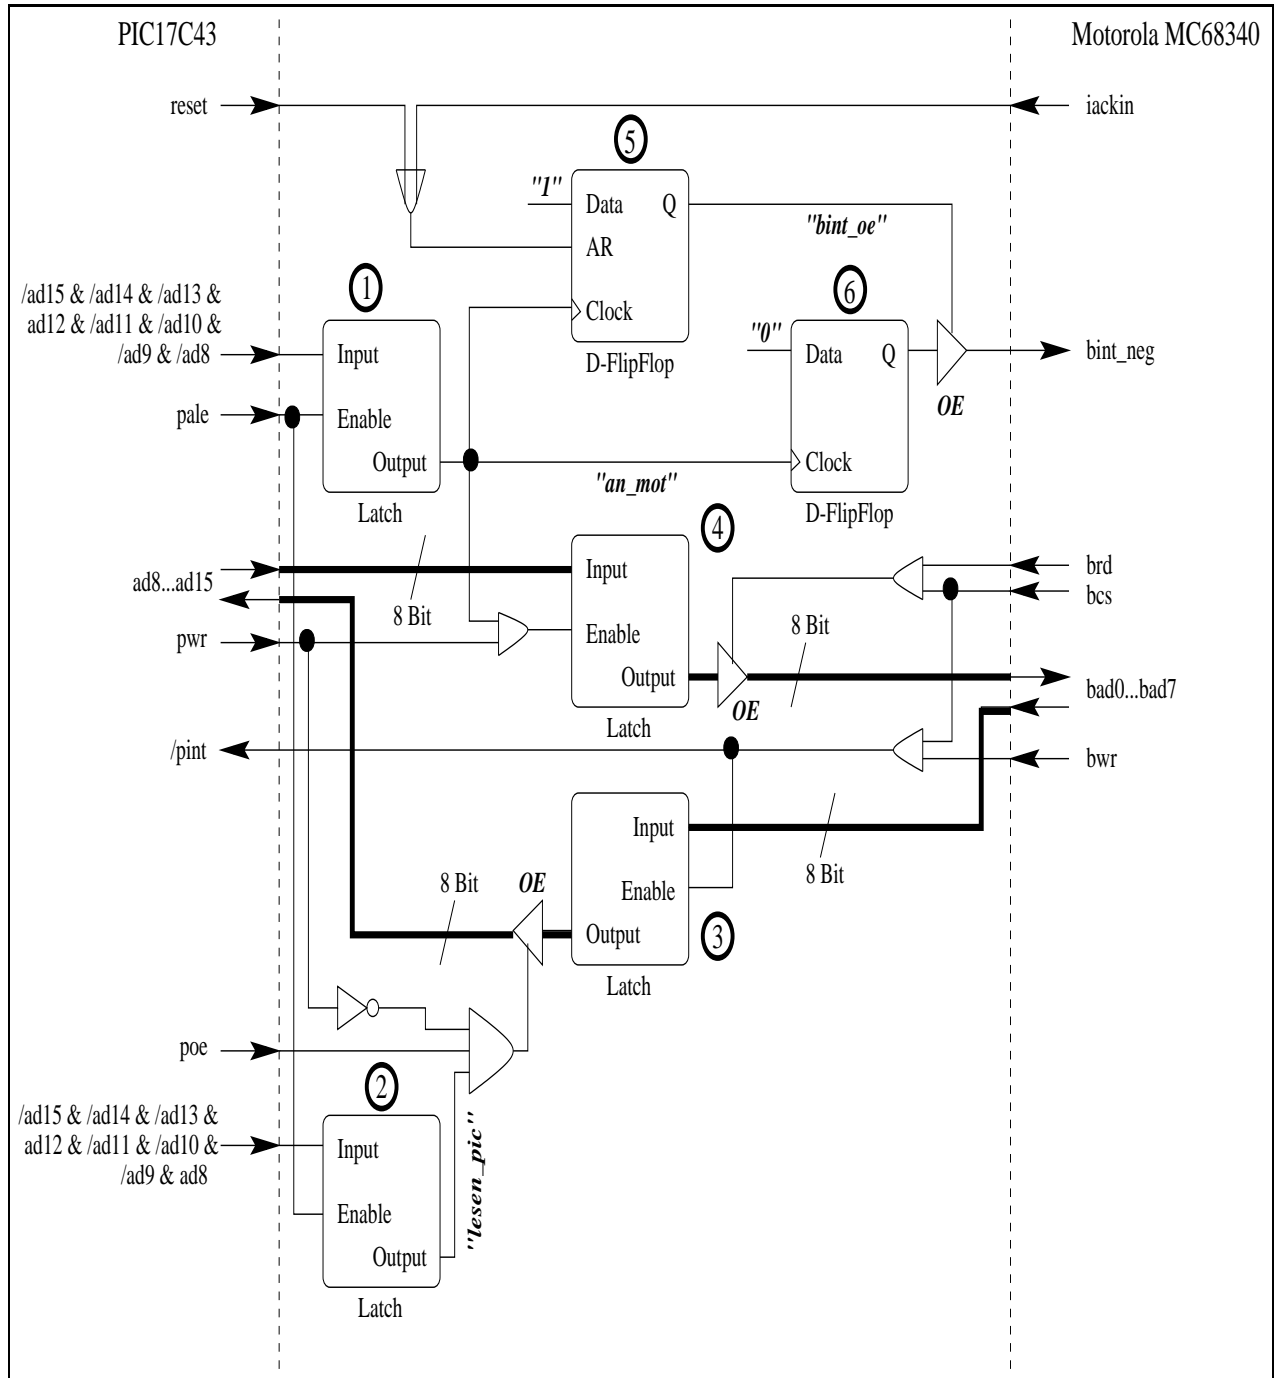 PIC17C43
Motorola MC68340
reset
iackin
5
"1"
Data
Q
"bint_oe"
AR
Clock
D-FlipFlop
1
/ad15 & /ad14 & /ad13 &
ad12 & /ad11 & /ad10 &
/ad9 & /ad8
Input
pale
Enable
Output
Latch
6
"0"
Data
Q
bint_neg
OE
Clock
D-FlipFlop
"an_mot"
4
ad8...ad15
8 Bit
Input
Enable
Output
Latch
pwr
brd
bcs
8 Bit
OE
bad0...bad7
/pint
bwr
Input
8 Bit
Enable
8 Bit
OE
Output
3
Latch
poe
2
/ad15 & /ad14 & /ad13 &
ad12 & /ad11 & /ad10 &
/ad9 & ad8
Input
Enable
Output
Latch
"lesen_pic"